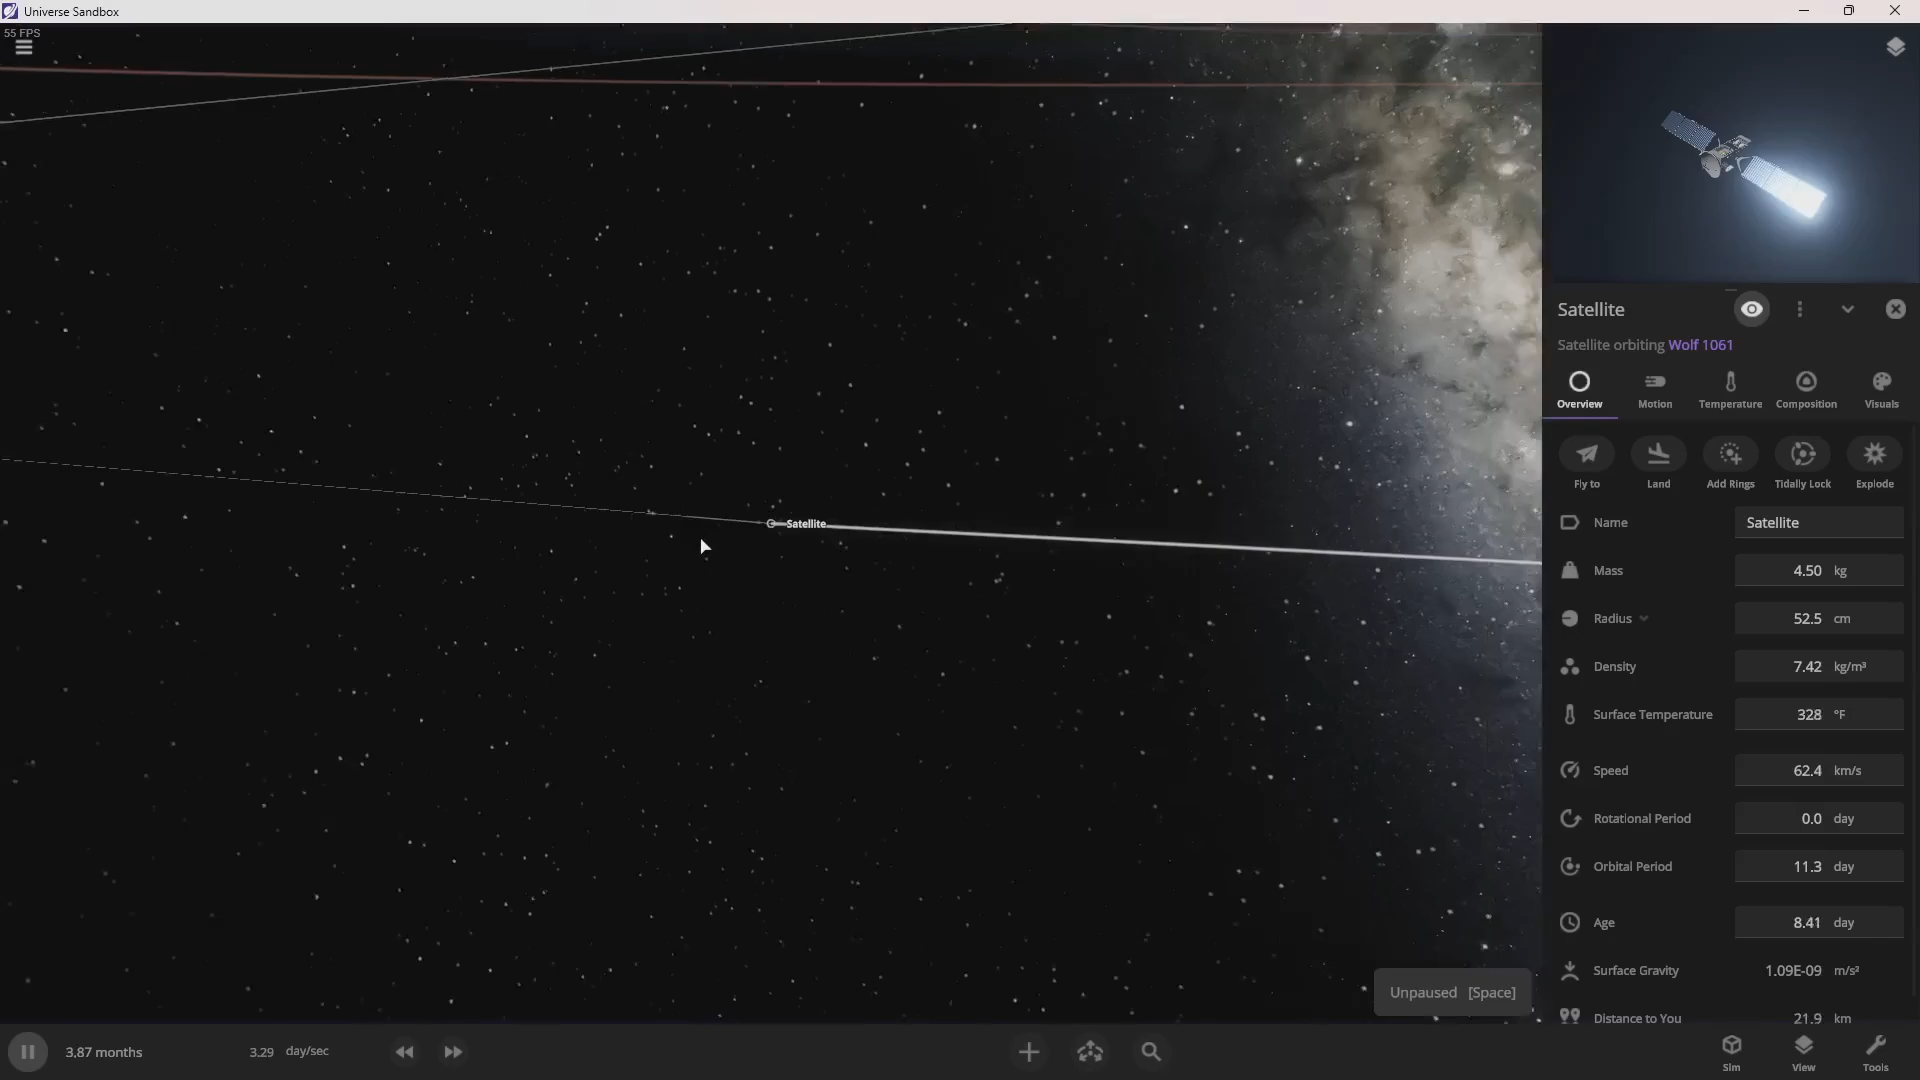 Universe Sandbox
55 FPS
Satellite
Satellite orbiting Wolf 1061
Overview Motion Temperature Composition Visuals
Fly to Land Add Rings Tidally Lock Explode
Name Satellite
Mass 4.50 kg
Radius 52.5 cm
Density 7.42 kg/m³
Surface Temperature 328 °F
Speed 62.4 km/s
Rotational Period 0.0 day
Orbital Period 11.3 day
Age 8.41 day
Surface Gravity 1.09E-09 m/s²
Distance to You 21.9 km
Satellite
Unpaused [Space]
3.87 months 3.29 day/sec
Sim View Tools